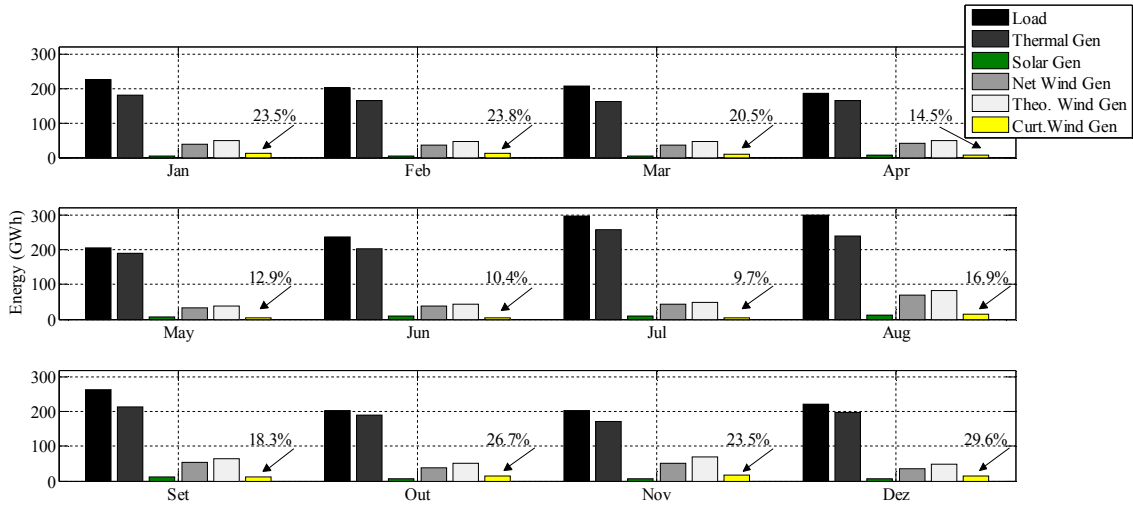 Load
Thermal Gen
Solar Gen
Net Wind Gen
Theo. Wind Gen
Curt.Wind Gen
300
200
100
0
23.5%
23.8%
20.5%
14.5%
Jan
Feb
Mar
Apr
Energy (GWh)
300
200
100
0
12.9%
10.4%
9.7%
16.9%
May
Jun
Jul
Aug
300
200
100
0
18.3%
26.7%
23.5%
29.6%
Set
Out
Nov
Dez